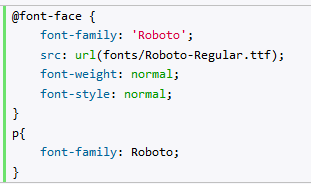 @font-face {
    font-family: 'Roboto';
    src: url(fonts/Roboto-Regular.ttf);
    font-weight: normal;
    font-style: normal;
}
p{
    font-family: Roboto;
}